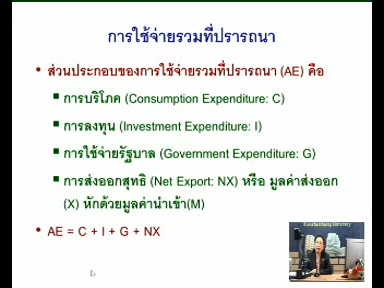 การใช้จ่ายรวมที่ปรารถนา
• ส่วนประกอบของการใช้จ่ายรวมที่ปรารถนา (AE) คือ
▪ การบริโภค (Consumption Expenditure: C)
▪ การลงทุน (Investment Expenditure: I)
▪ การใช้จ่ายรัฐบาล (Government Expenditure: G)
▪ การส่งออกสุทธิ (Net Export: NX) หรือ มูลค่าส่งออก
(X) หักด้วยมูลค่านำเข้า(M)
• AE = C + I + G + NX